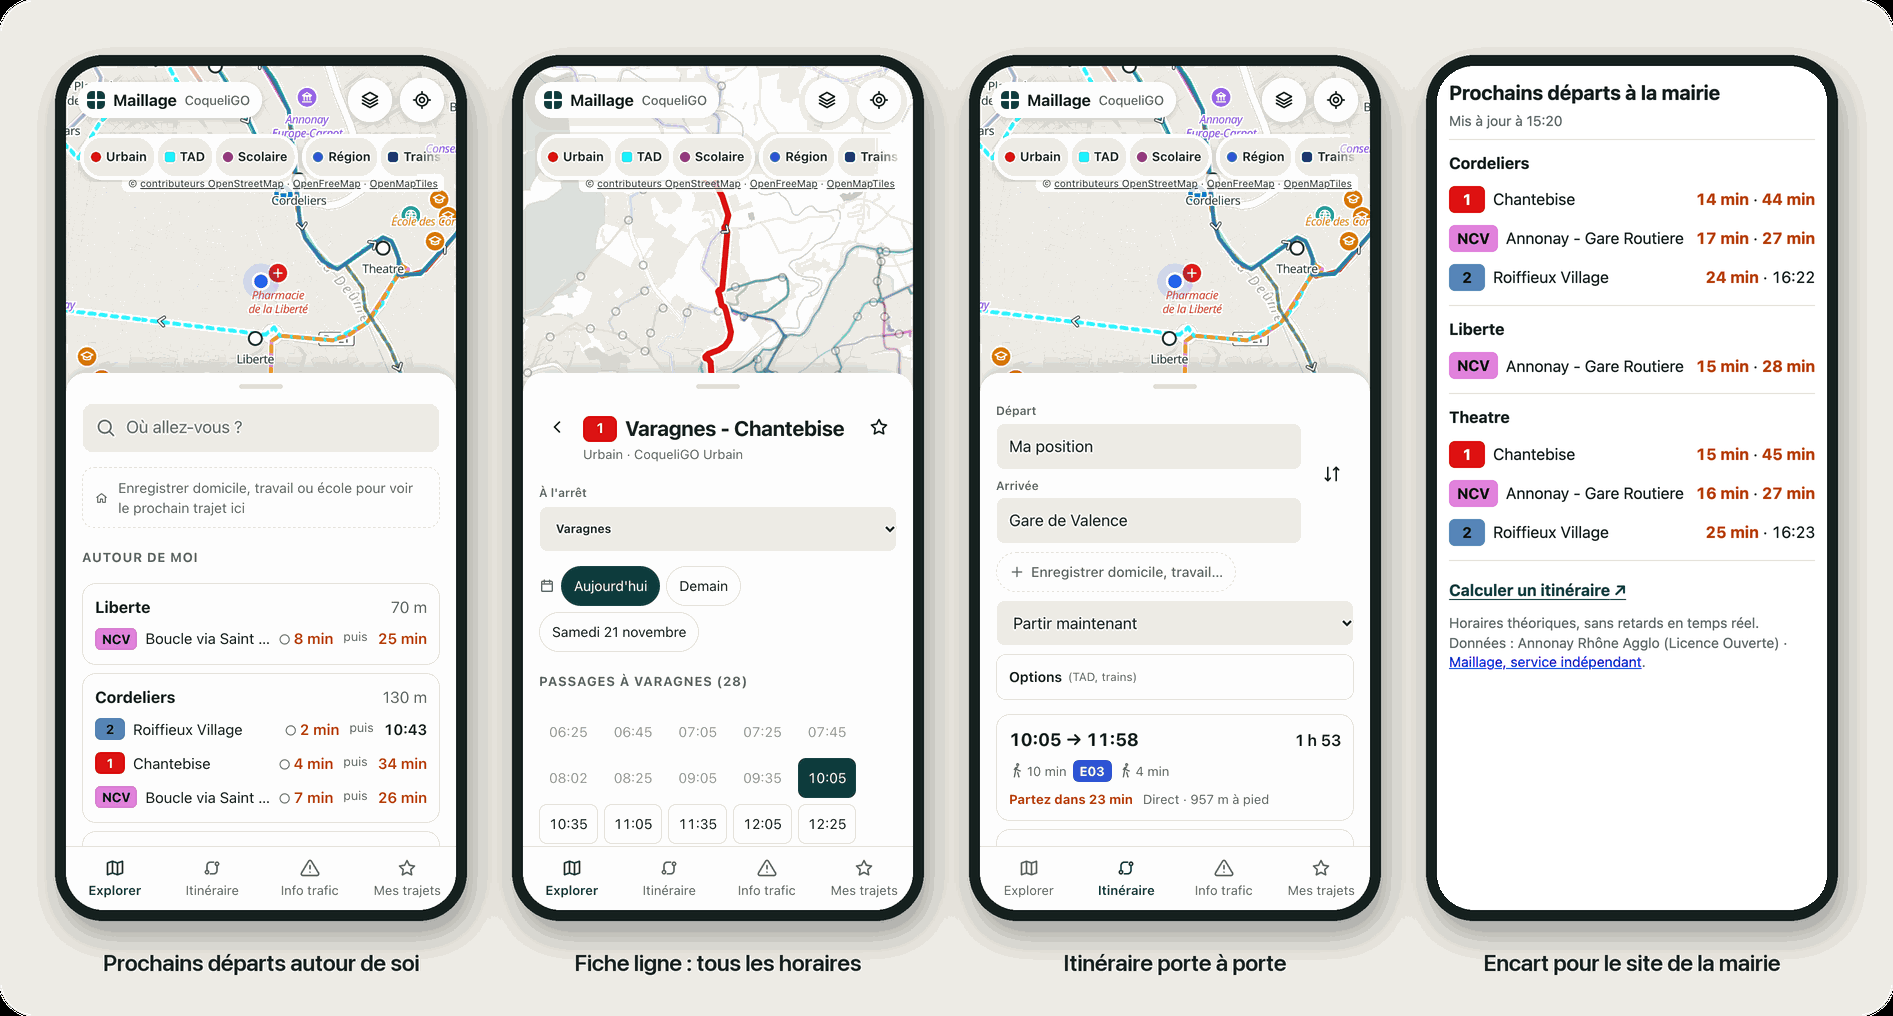 Maillage CoqueliGO
Annonay
Europe-Carnot
Urbain TAD Scolaire Région Trains
© contributeurs OpenStreetMap · OpenFreeMap · OpenMapTiles
Cordeliers
École des Cor
Theatre
Pharmacie
de la Liberté
Liberte
Où allez-vous ?
Enregistrer domicile, travail ou école pour voir
le prochain trajet ici
AUTOUR DE MOI
Liberte 70 m
NCV Boucle via Saint ... 8 min puis 25 min
Cordeliers 130 m
2 Roiffieux Village 2 min puis 10:43
1 Chantebise 4 min puis 34 min
NCV Boucle via Saint ... 7 min puis 26 min
Explorer Itinéraire Info trafic Mes trajets
Prochains départs autour de soi
Maillage CoqueliGO
Urbain TAD Scolaire Région Trains
© contributeurs OpenStreetMap · OpenFreeMap · OpenMapTiles
1 Varagnes - Chantebise
Urbain · CoqueliGO Urbain
À l'arrêt
Varagnes
Aujourd'hui Demain
Samedi 21 novembre
PASSAGES À VARAGNES (28)
06:25 06:45 07:05 07:25 07:45
08:02 08:25 09:05 09:35 10:05
10:35 11:05 11:35 12:05 12:25
Explorer Itinéraire Info trafic Mes trajets
Fiche ligne : tous les horaires
Maillage CoqueliGO
Annonay
Europe-Carnot
Urbain TAD Scolaire Région Trains
© contributeurs OpenStreetMap · OpenFreeMap · OpenMapTiles
Cordeliers
École des Cor
Theatre
Pharmacie
de la Liberté
Liberte
Départ
Ma position
Arrivée
Gare de Valence
+ Enregistrer domicile, travail...
Partir maintenant
Options (TAD, trains)
10:05 → 11:58 1 h 53
10 min E03 4 min
Partez dans 23 min Direct · 957 m à pied
Explorer Itinéraire Info trafic Mes trajets
Itinéraire porte à porte
Prochains départs à la mairie
Mis à jour à 15:20
Cordeliers
1 Chantebise 14 min · 44 min
NCV Annonay - Gare Routiere 17 min · 27 min
2 Roiffieux Village 24 min · 16:22
Liberte
NCV Annonay - Gare Routiere 15 min · 28 min
Theatre
1 Chantebise 15 min · 45 min
NCV Annonay - Gare Routiere 16 min · 27 min
2 Roiffieux Village 25 min · 16:23
Calculer un itinéraire ↗
Horaires théoriques, sans retards en temps réel.
Données : Annonay Rhône Agglo (Licence Ouverte) ·
Maillage, service indépendant.
Encart pour le site de la mairie